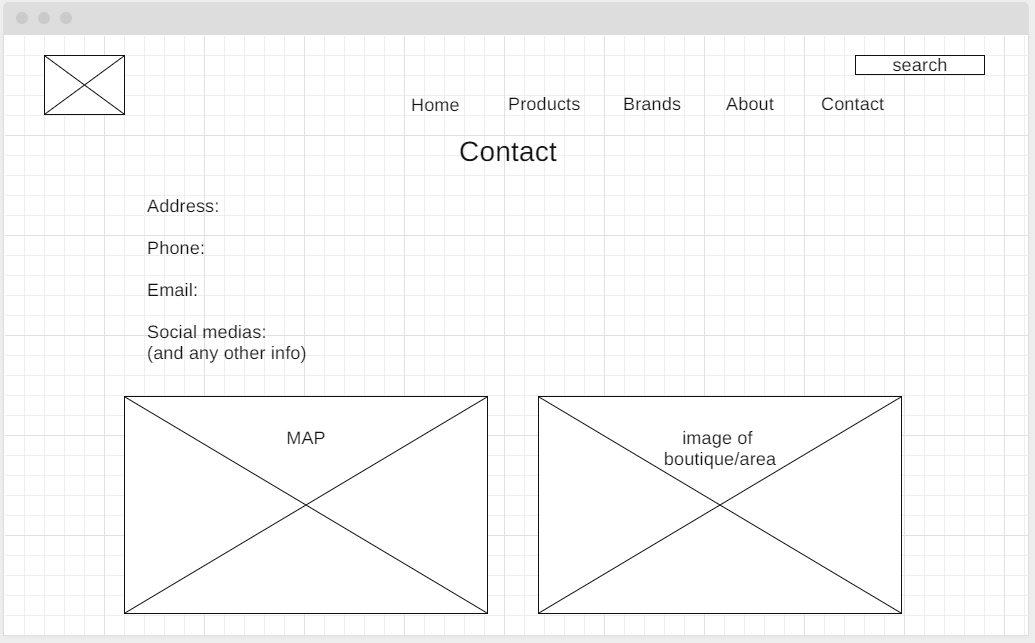 search
Home Products Brands About Contact
Contact
Address:
Phone:
Email:
Social medias:
(and any other info)
MAP
image of
boutique/area